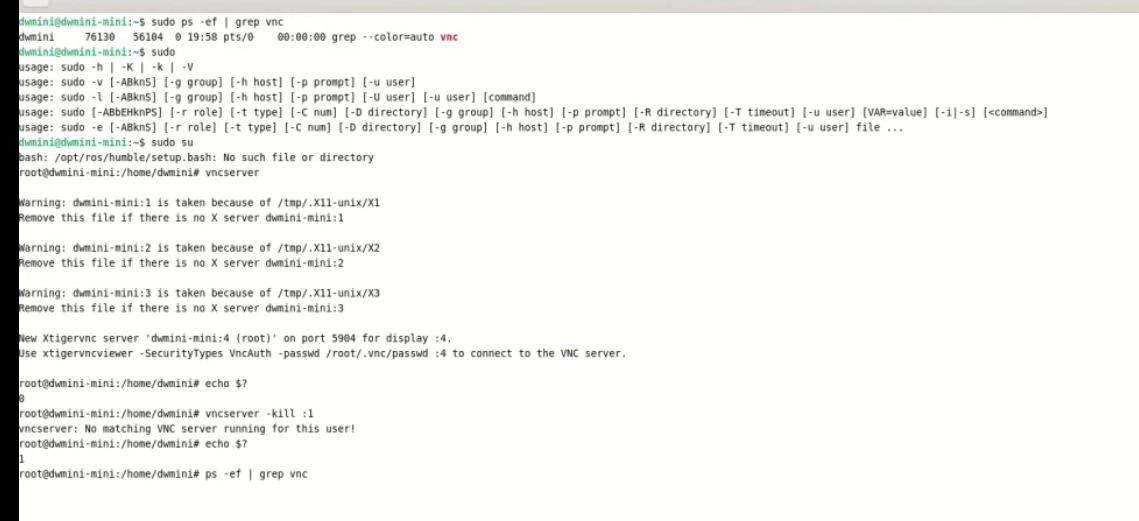 dwmini@dwmini-mini:~$ sudo ps -ef | grep vnc
dwmini     76130   56104  0 19:58 pts/0    00:00:00 grep --color=auto vnc
dwmini@dwmini-mini:~$ sudo
usage: sudo -h | -K | -k | -V
usage: sudo -v [-ABknS] [-g group] [-h host] [-p prompt] [-u user]
usage: sudo -l [-ABknS] [-g group] [-h host] [-p prompt] [-U user] [-u user] [command]
usage: sudo [-ABbEHknPS] [-r role] [-t type] [-C num] [-D directory] [-g group] [-h host] [-p prompt] [-R directory] [-T timeout] [-u user] [VAR=value] [-i|-s] [<command>]
usage: sudo -e [-ABknS] [-r role] [-t type] [-C num] [-D directory] [-g group] [-h host] [-p prompt] [-R directory] [-T timeout] [-u user] file ...
dwmini@dwmini-mini:~$ sudo su
bash: /opt/ros/humble/setup.bash: No such file or directory
root@dwmini-mini:/home/dwmini# vncserver
Warning: dwmini-mini:1 is taken because of /tmp/.X11-unix/X1
Remove this file if there is no X server dwmini-mini:1
Warning: dwmini-mini:2 is taken because of /tmp/.X11-unix/X2
Remove this file if there is no X server dwmini-mini:2
Warning: dwmini-mini:3 is taken because of /tmp/.X11-unix/X3
Remove this file if there is no X server dwmini-mini:3
New Xtigervnc server 'dwmini-mini:4 (root)' on port 5904 for display :4.
Use xtigervncviewer -SecurityTypes VncAuth -passwd /root/.vnc/passwd :4 to connect to the VNC server.
root@dwmini-mini:/home/dwmini# echo $?
0
root@dwmini-mini:/home/dwmini# vncserver -kill :1
vncserver: No matching VNC server running for this user!
root@dwmini-mini:/home/dwmini# echo $?
1
root@dwmini-mini:/home/dwmini# ps -ef | grep vnc